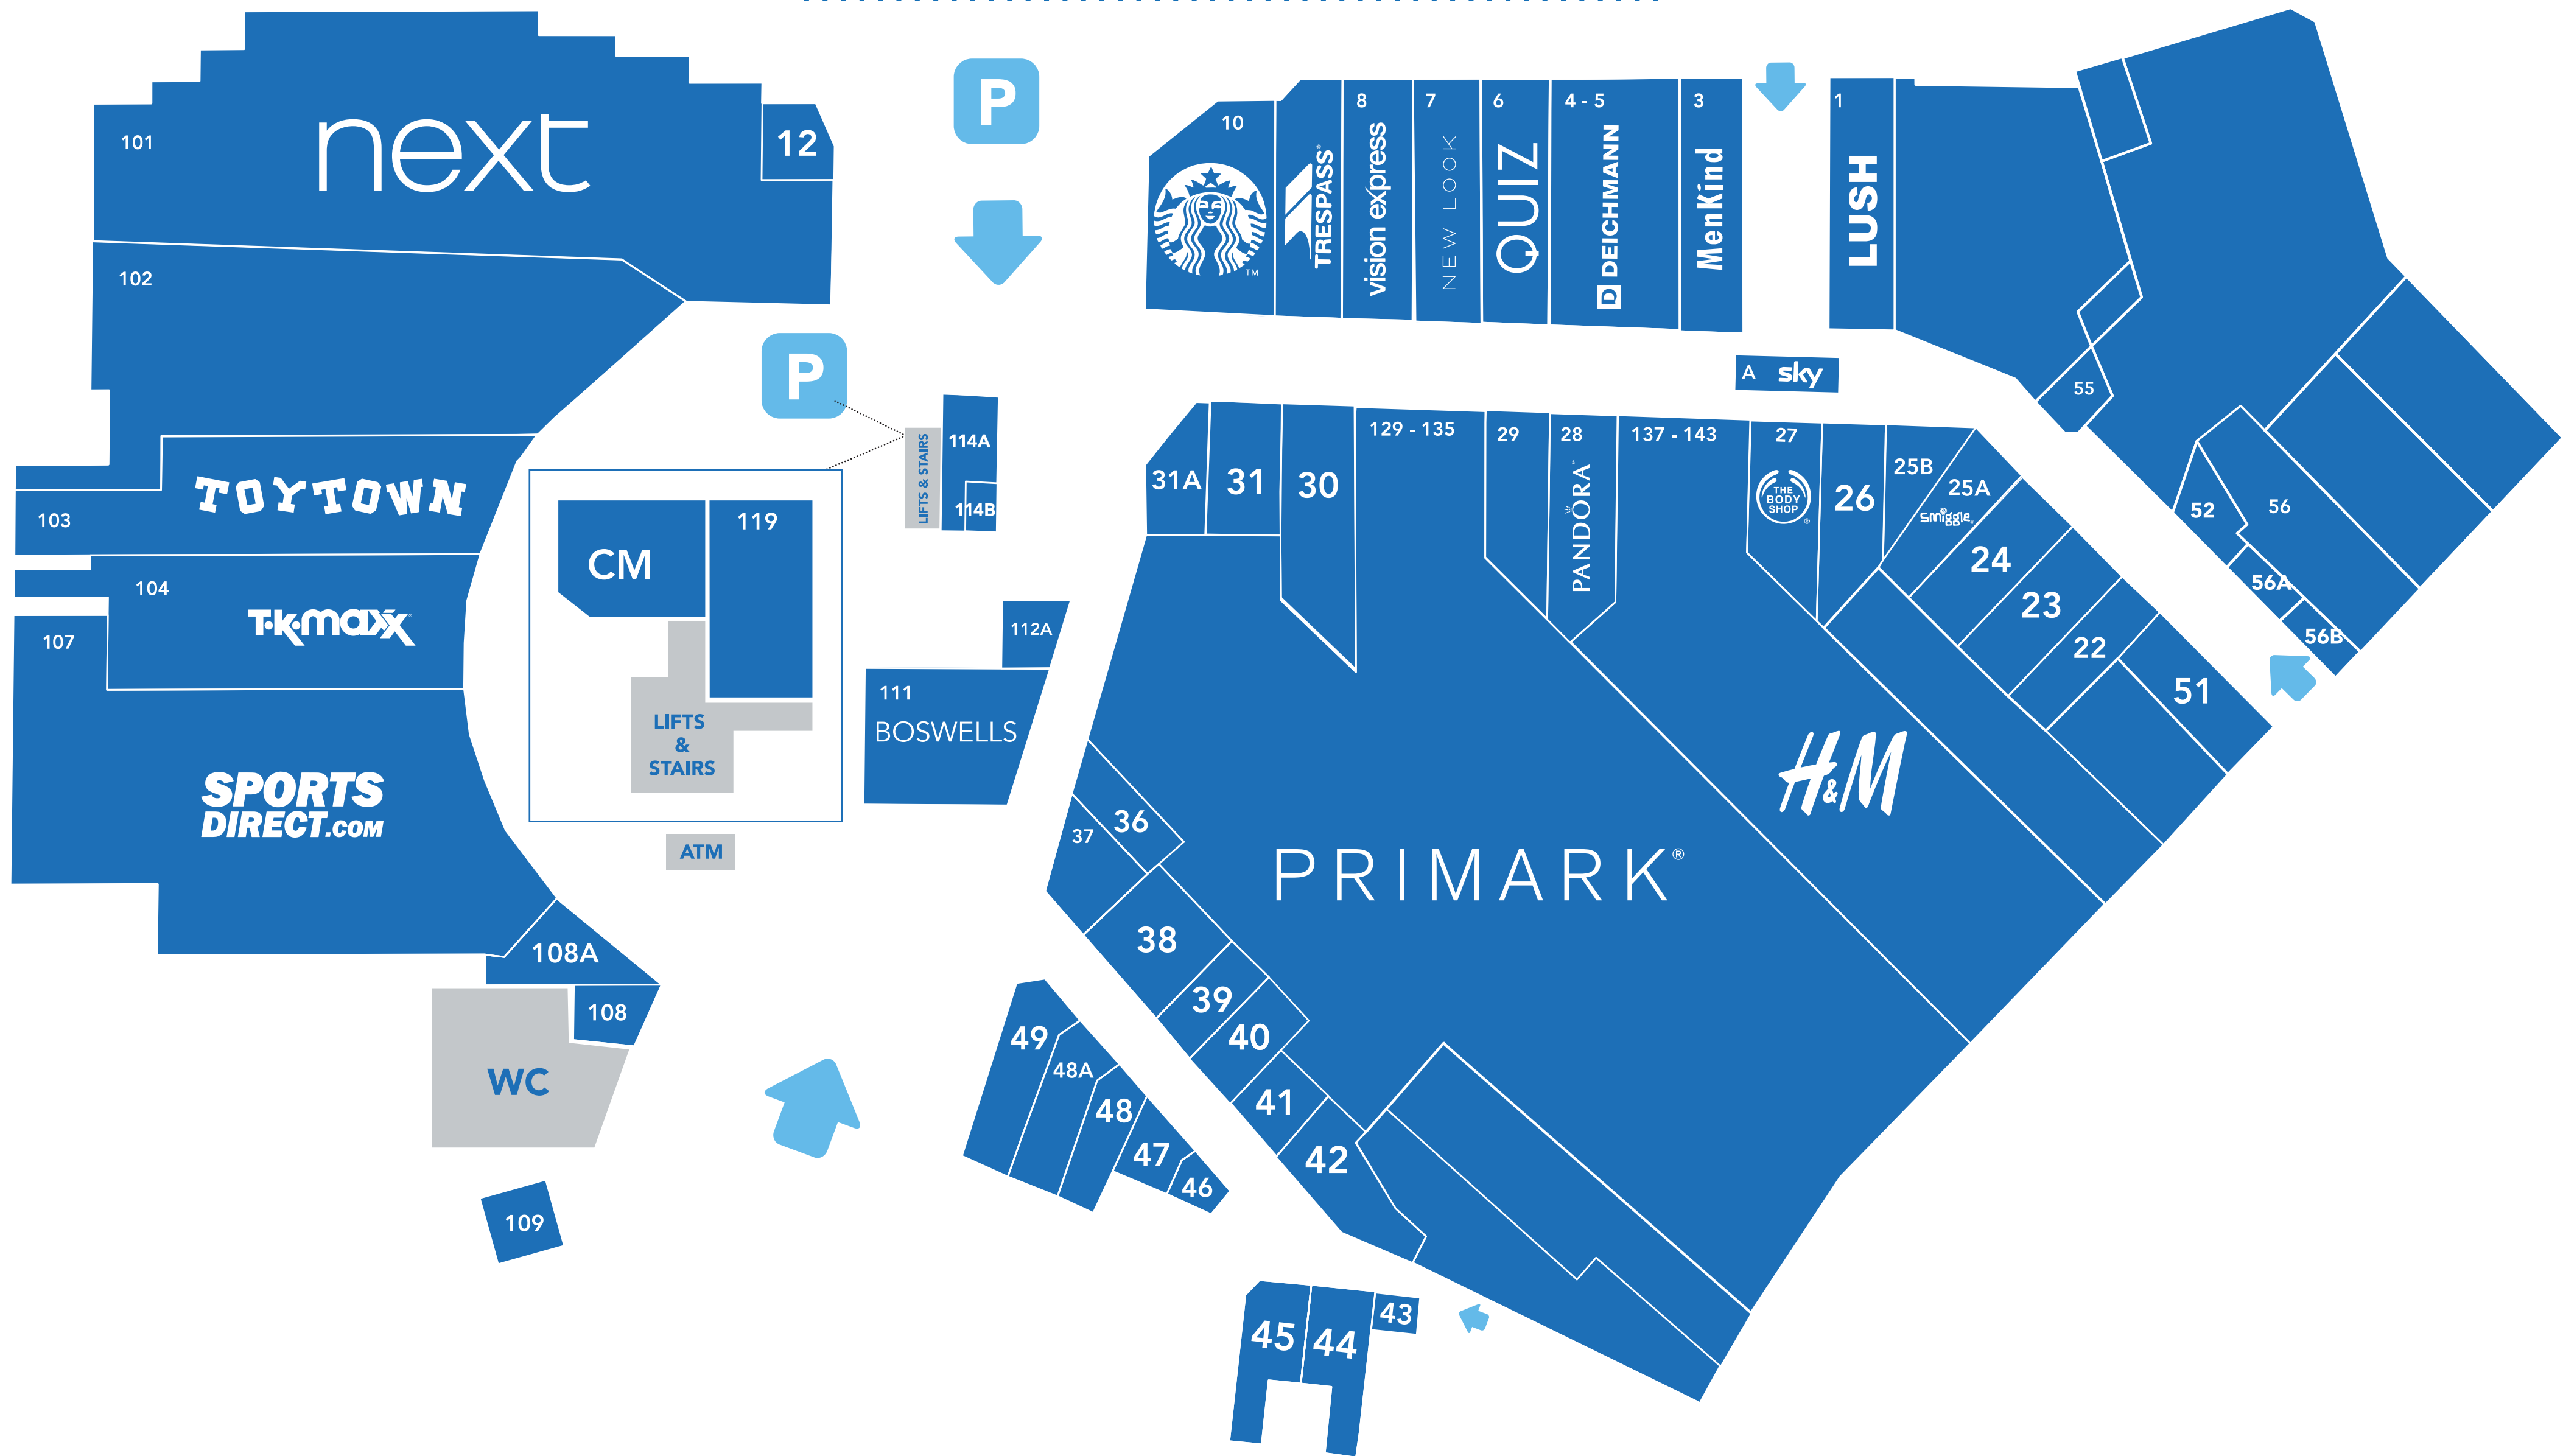 P
101
next
12
102
103
TOYTOWN
104
T·K·maxx
107
SPORTS
DIRECT.COM
108A
108
WC
109
P
LIFTS & STAIRS
114A
114B
CM
119
LIFTS
&
STAIRS
ATM
112A
111
BOSWELLS
10
TM
TRESPASS®
8
vision express
7
NEW LOOK
6
QUIZ
4 - 5
D DEICHMANN
3
MenKind
1
LUSH
A sky
55
52
56
56A
56B
31A
31
30
129 - 135
29
28
PANDORA™
137 - 143
27
THE
BODY
SHOP
®
26
25B
25A
smiggle
24
23
22
51
H&M
PRIMARK®
36
37
38
39
40
41
42
49
48A
48
47
46
45
44
43